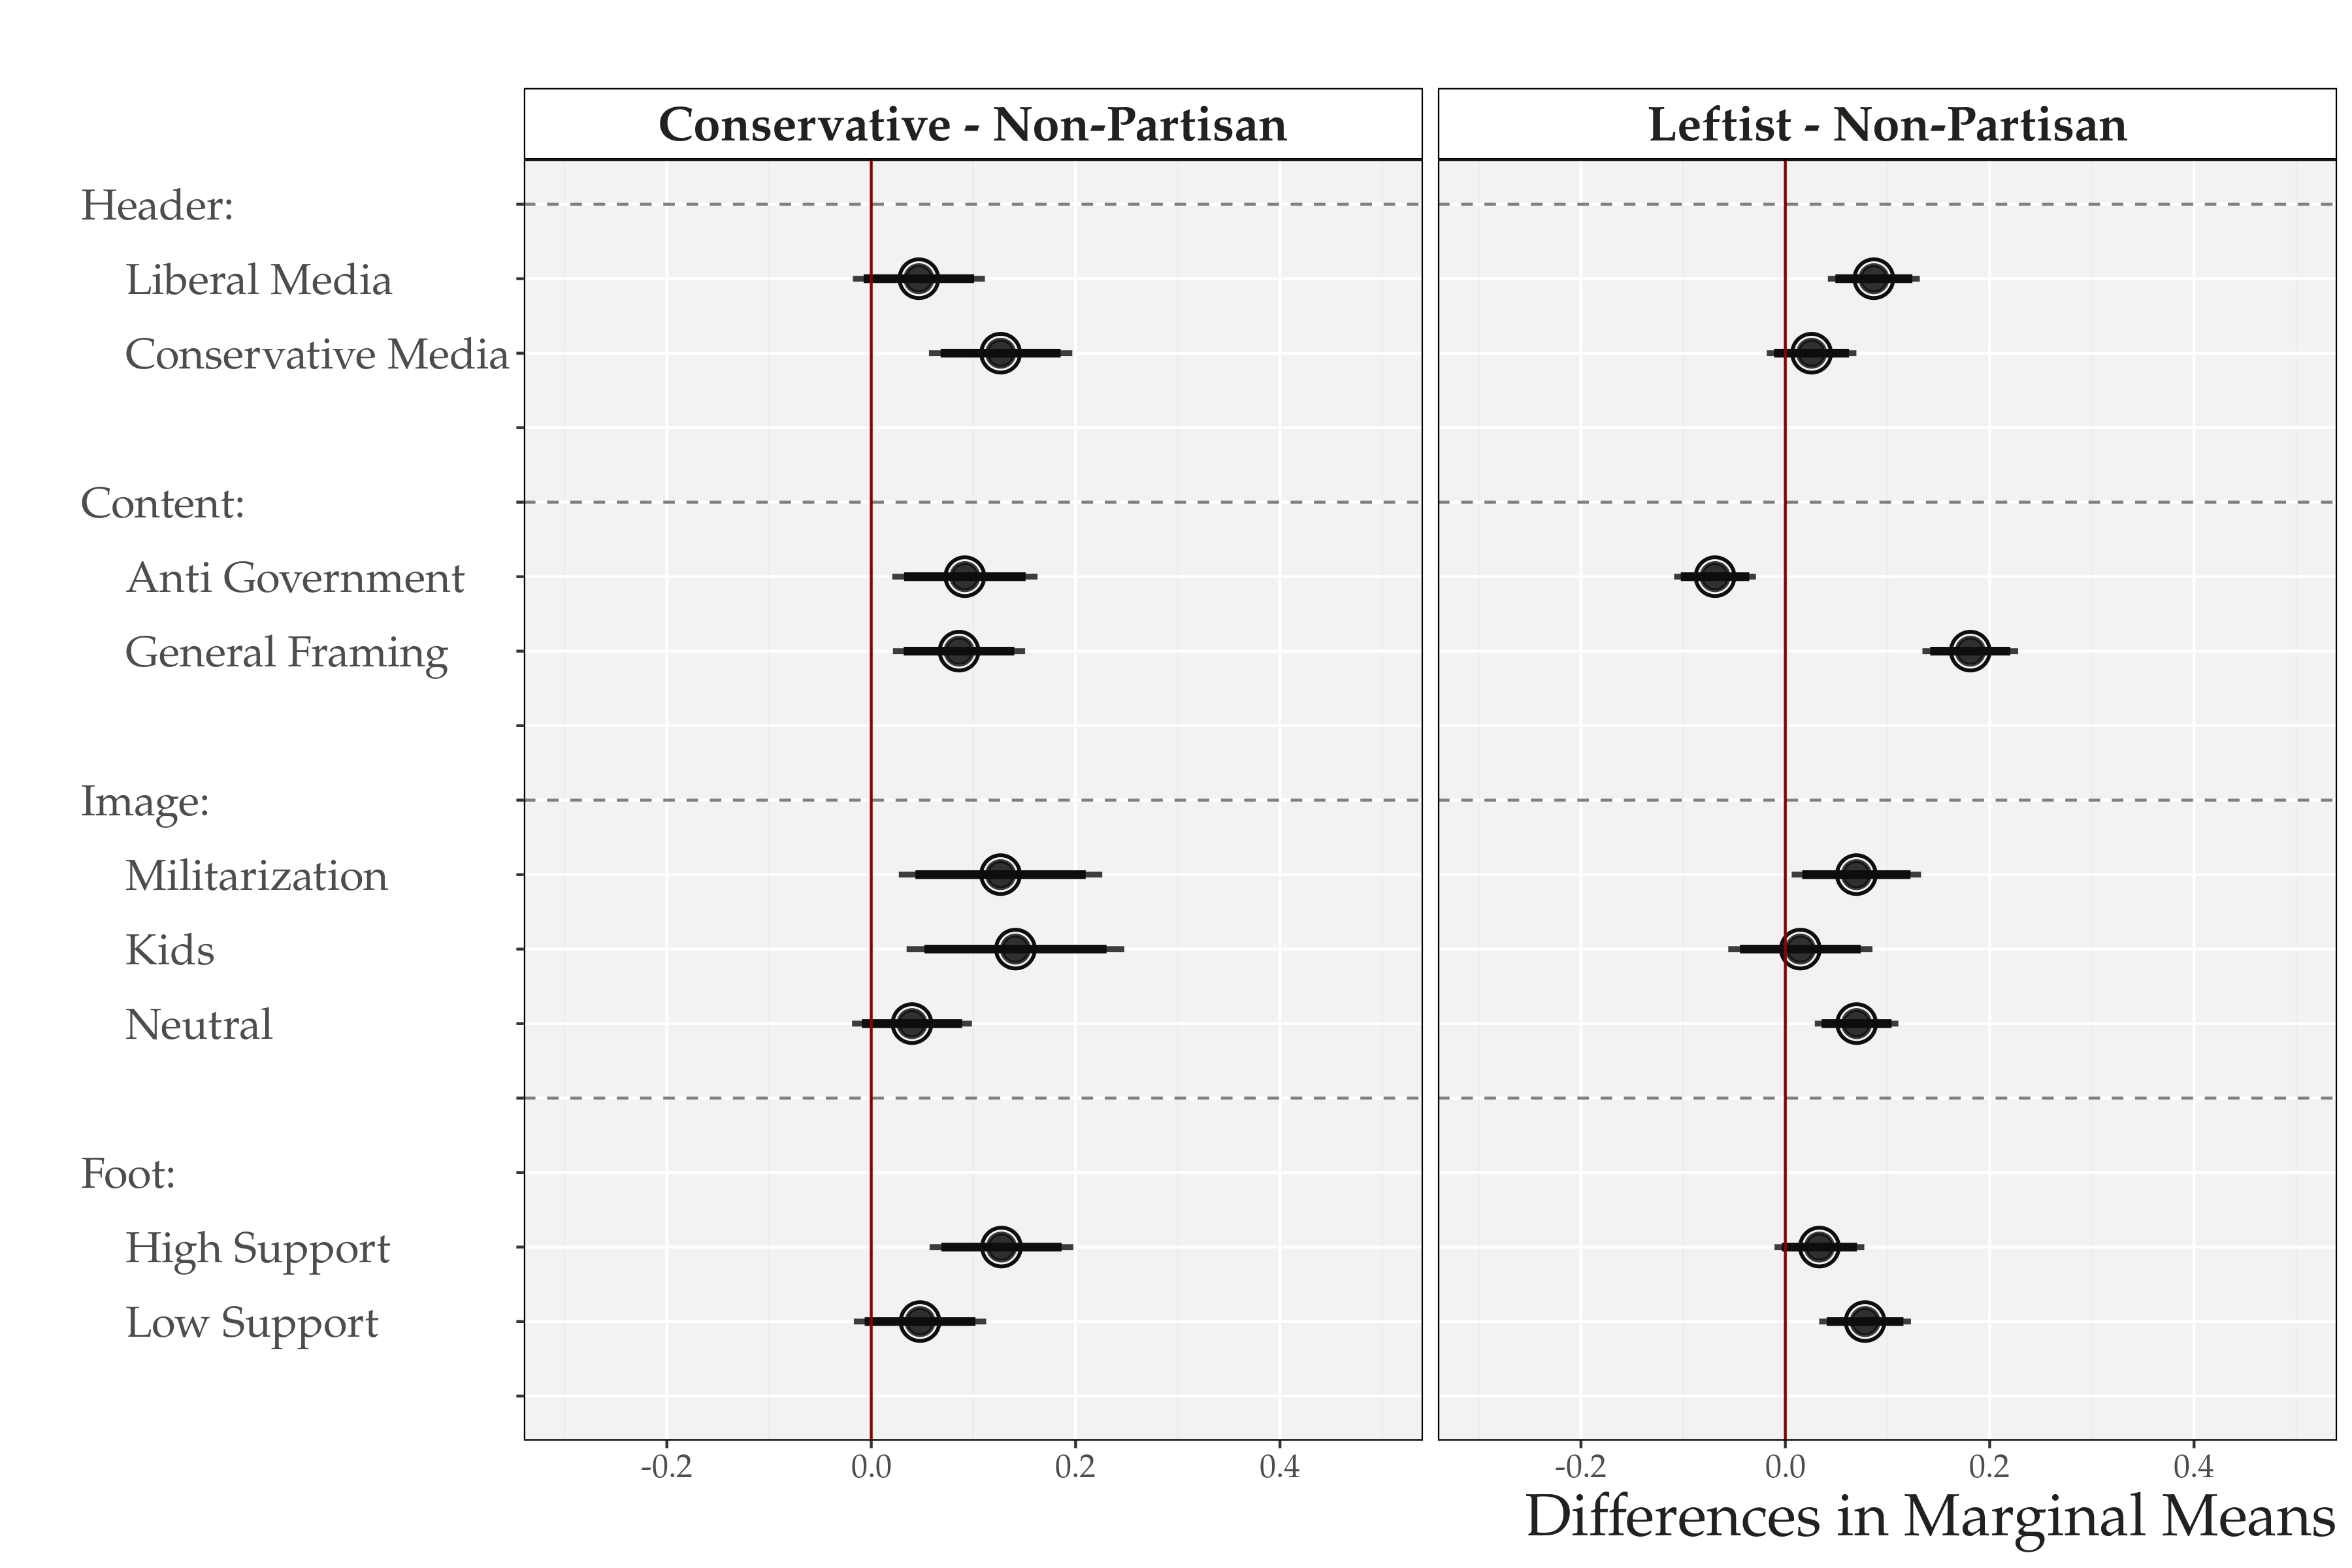 Conservative - Non-Partisan
Leftist - Non-Partisan
Header:
Liberal Media
Conservative Media
Content:
Anti Government
General Framing
Image:
Militarization
Kids
Neutral
Foot:
High Support
Low Support
-0.2 0.0 0.2 0.4
-0.2 0.0 0.2 0.4
Differences in Marginal Means